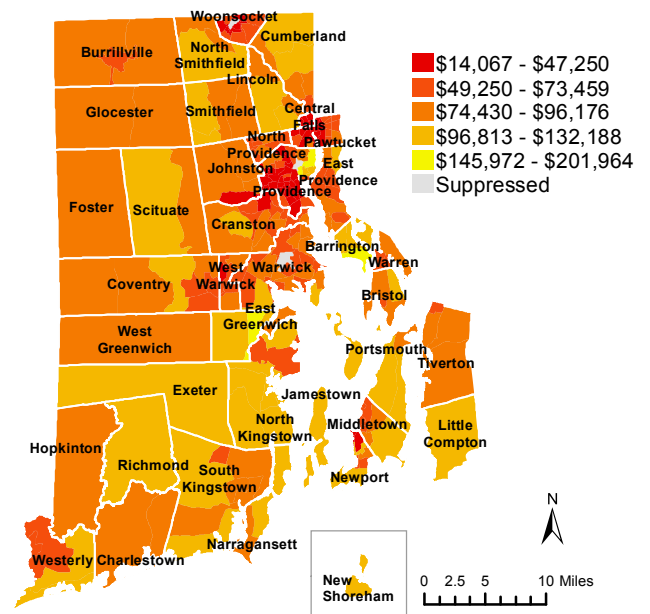 Woonsocket
Cumberland
Burrillville
North
Smithfield
Lincoln
$14,067 - $47,250
$49,250 - $73,459
$74,430 - $96,176
$96,813 - $132,188
$145,972 - $201,964
Suppressed
Glocester
Smithfield
Central
Falls
North
Providence
Pawtucket
Johnston
East
Providence
Providence
Foster
Scituate
Cranston
Barrington
Warren
Coventry
West
Warwick
Warwick
Bristol
East
Greenwich
West
Greenwich
Portsmouth
Tiverton
Exeter
Jamestown
North
Kingstown
Middletown
Little
Compton
Hopkinton
Richmond
South
Kingstown
Newport
Narragansett
Westerly
Charlestown
New
Shoreham
N
0 2.5 5 10 Miles